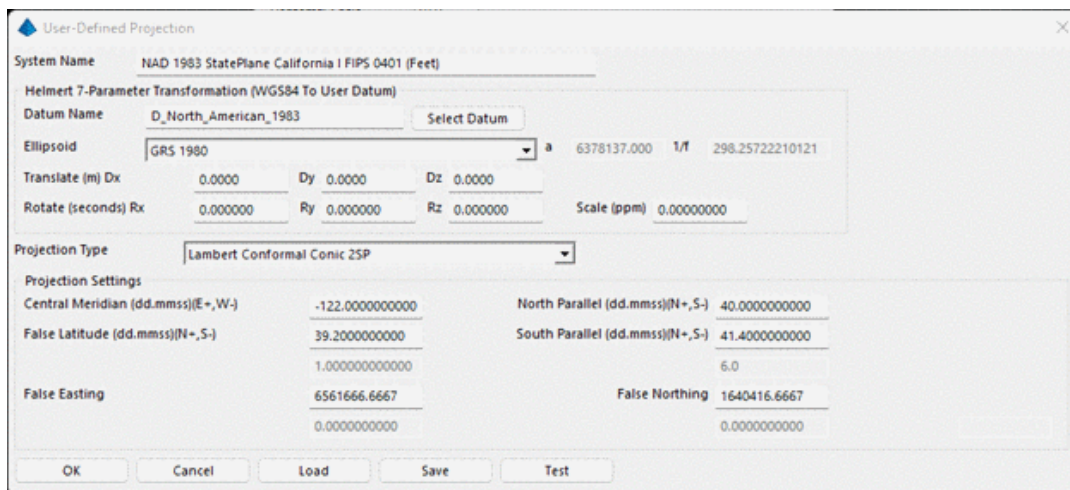 User-Defined Projection
System Name NAD 1983 StatePlane California I FIPS 0401 (Feet)
Helmert 7-Parameter Transformation (WGS84 To User Datum)
Datum Name D_North_American_1983 Select Datum
Ellipsoid GRS 1980 a 6378137.000 1/f 298.25722210121
Translate (m) Dx 0.0000 Dy 0.0000 Dz 0.0000
Rotate (seconds) Rx 0.000000 Ry 0.000000 Rz 0.000000 Scale (ppm) 0.00000000
Projection Type Lambert Conformal Conic 2SP
Projection Settings
Central Meridian (dd.mmss)(E+,W-) -122.0000000000 North Parallel (dd.mmss)(N+,S-) 40.0000000000
False Latitude (dd.mmss)(N+,S-) 39.2000000000 South Parallel (dd.mmss)(N+,S-) 41.4000000000
1.000000000000 6.0
False Easting 6561666.6667 False Northing 1640416.6667
0.0000000000 0.0000000000
OK Cancel Load Save Test